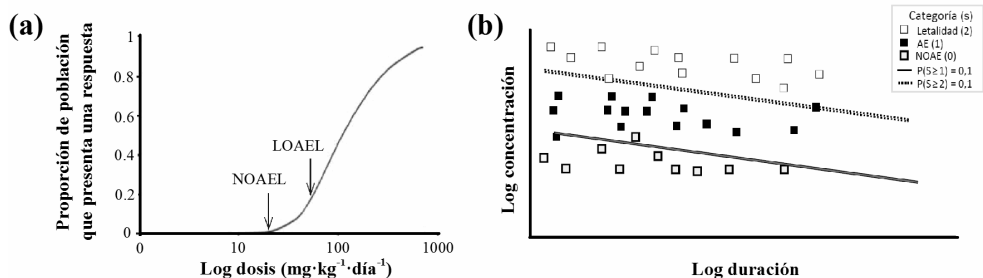 (a)
Proporción de población
que presenta una respuesta
1
0.8
0.6
0.4
0.2
0
LOAEL
NOAEL
0
10
100
1000
Log dosis (mg·kg⁻¹·día⁻¹)
(b)
Log concentración
Log duración
Categoría (s)
Letalidad (2)
AE (1)
NOAE (0)
P(S≥1) = 0,1
P(S≥2) = 0,1